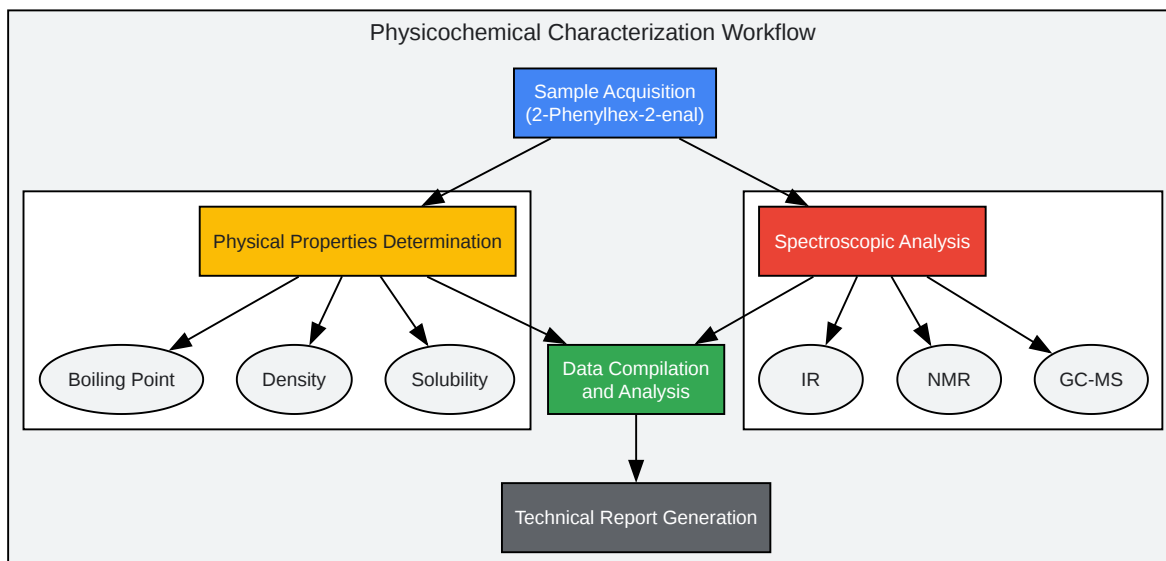 Physicochemical Characterization Workflow
Sample Acquisition
(2-Phenylhex-2-enal)
Physical Properties Determination
Spectroscopic Analysis
Boiling Point
Density
Solubility
Data Compilation
and Analysis
IR
NMR
GC-MS
Technical Report Generation